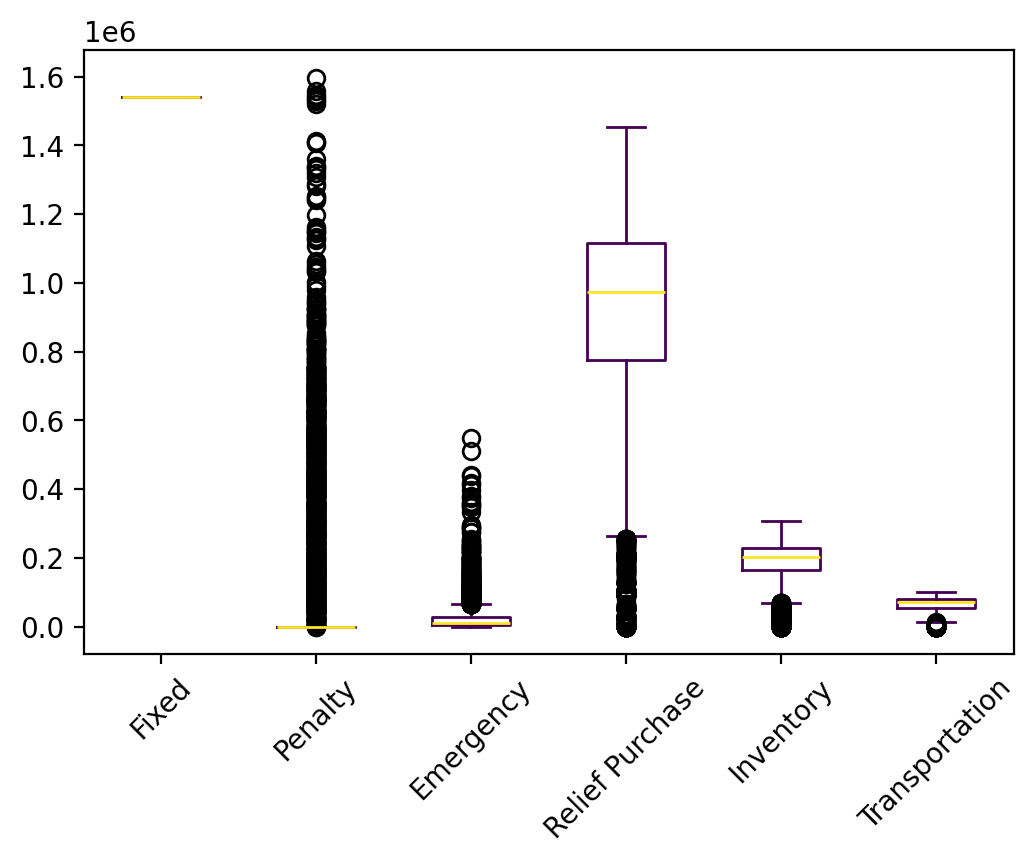 1e6
1.6
1.4
1.2
1.0
0.8
0.6
0.4
0.2
0.0
Fixed
Penalty
Emergency
Relief Purchase
Inventory
Transportation